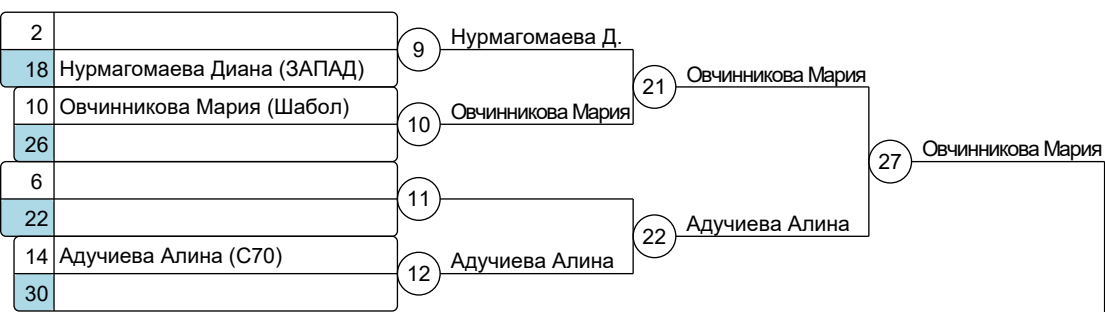 2
18 Нурмагомаева Диана (ЗАПАД)
10 Овчинникова Мария (Шабол)
26
6
22
14 Адучиева Алина (С70)
30
9 Нурмагомаева Д.
10 Овчинникова Мария
11
12 Адучиева Алина
21 Овчинникова Мария
22 Адучиева Алина
27 Овчинникова Мария